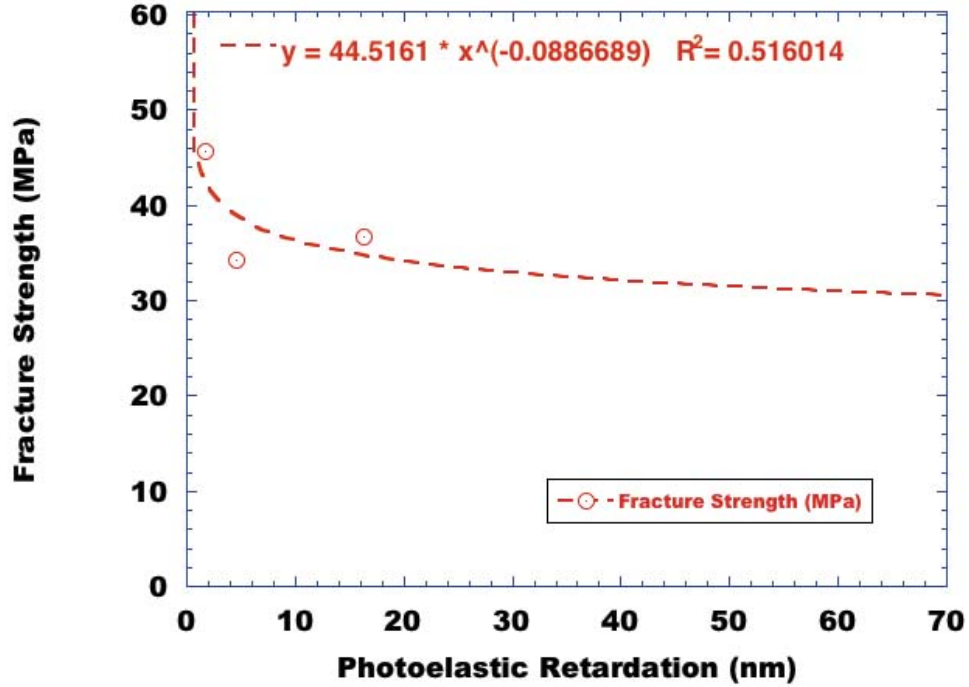 60
y = 44.5161 * x^(-0.0886689) R²= 0.516014
50
40
30
20
10
0
Fracture Strength (MPa)
Fracture Strength (MPa)
0 10 20 30 40 50 60 70
Photoelastic Retardation (nm)